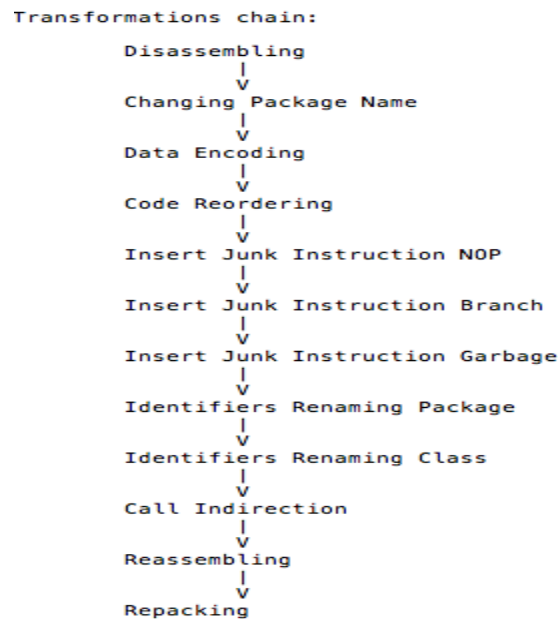 Transformations chain:
Disassembling
|
V
Changing Package Name
|
V
Data Encoding
|
V
Code Reordering
|
V
Insert Junk Instruction NOP
|
V
Insert Junk Instruction Branch
|
V
Insert Junk Instruction Garbage
|
V
Identifiers Renaming Package
|
V
Identifiers Renaming Class
|
V
Call Indirection
|
V
Reassembling
|
V
Repacking